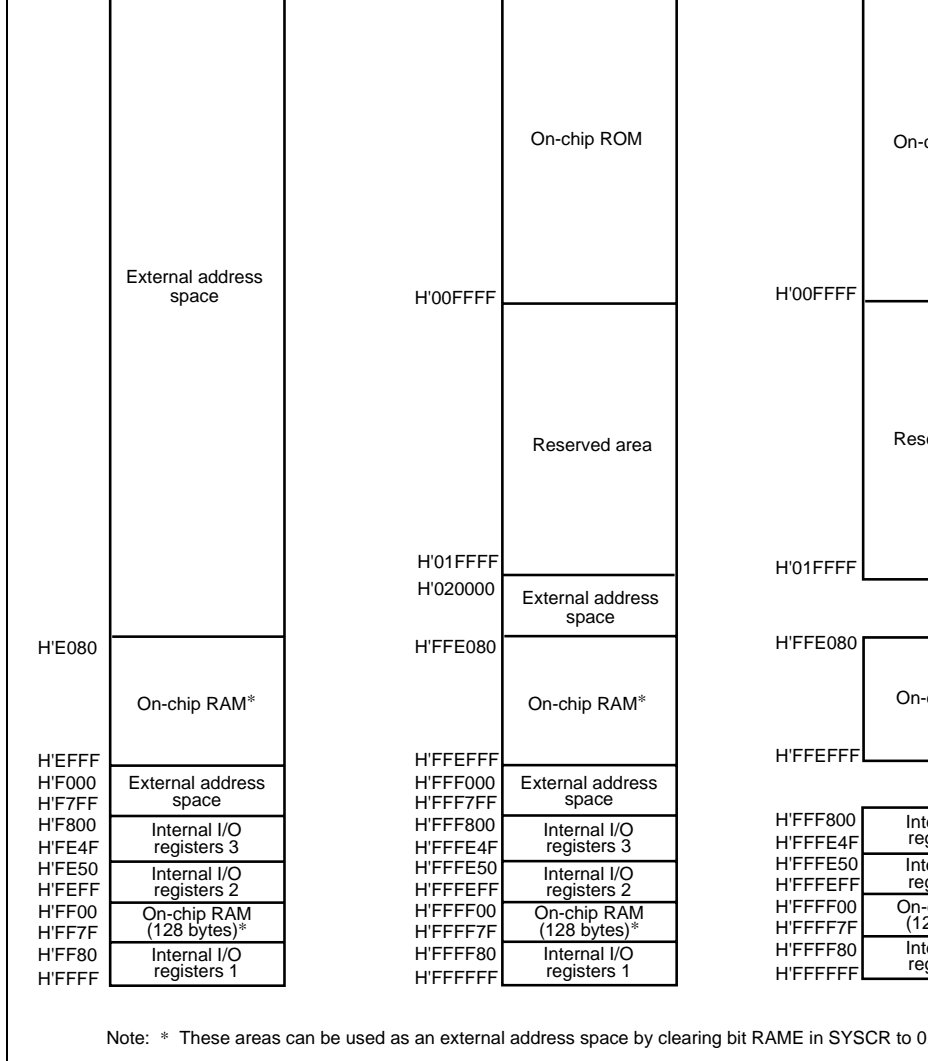 External address
space
H'E080
On-chip RAM*
H'EFFF
H'F000
External address
space
H'F7FF
H'F800
Internal I/O
registers 3
H'FE4F
H'FE50
Internal I/O
registers 2
H'FEFF
H'FF00
On-chip RAM
(128 bytes)*
H'FF7F
H'FF80
Internal I/O
registers 1
H'FFFF
On-chip ROM
H'00FFFF
Reserved area
H'01FFFF
H'020000
External address
space
H'FFE080
On-chip RAM*
H'FFEFFF
H'FFF000
External address
space
H'FFF7FF
H'FFF800
Internal I/O
registers 3
H'FFFE4F
H'FFFE50
Internal I/O
registers 2
H'FFFEFF
H'FFFF00
On-chip RAM
(128 bytes)*
H'FFFF7F
H'FFFF80
Internal I/O
registers 1
H'FFFFFF
H'00FFFF
H'01FFFF
H'FFE080
H'FFEFFF
H'FFF800
H'FFFE4F
H'FFFE50
H'FFFEFF
H'FFFF00
H'FFFF7F
H'FFFF80
H'FFFFFF
Note: * These areas can be used as an external address space by clearing bit RAME in SYSCR to 0